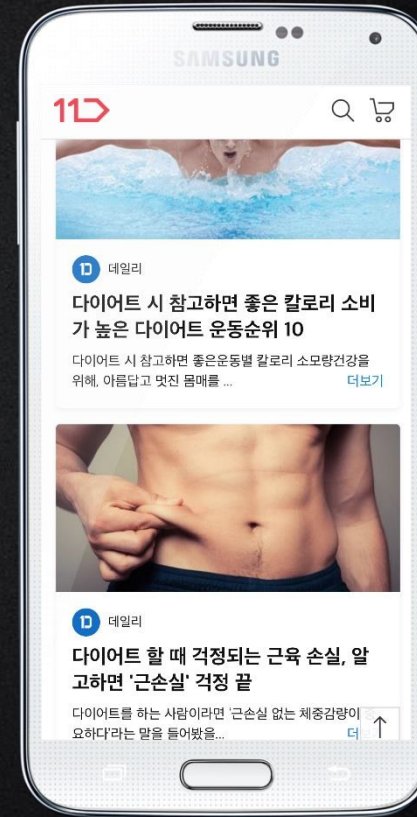 SAMSUNG
11
데일리
다이어트 시 참고하면 좋은 칼로리 소비
가 높은 다이어트 운동순위 10
다이어트 시 참고하면 좋은운동별 칼로리 소모량건강을
위해, 아름답고 멋진 몸매를 ...
더보기
데일리
다이어트 할 때 걱정되는 근육 손실, 알
고하면 '근손실' 걱정 끝
다이어트를 하는 사람이라면 '근손실 없는 체중감량이
요하다'라는 말을 들어봤을...